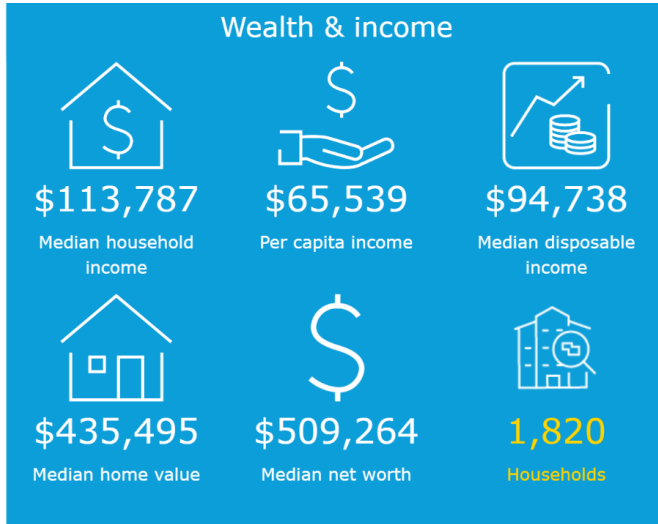 Wealth & income
$
$
$113,787
Median household
income
$65,539
Per capita income
$94,738
Median disposable
income
$
$435,495
Median home value
$509,264
Median net worth
1,820
Households